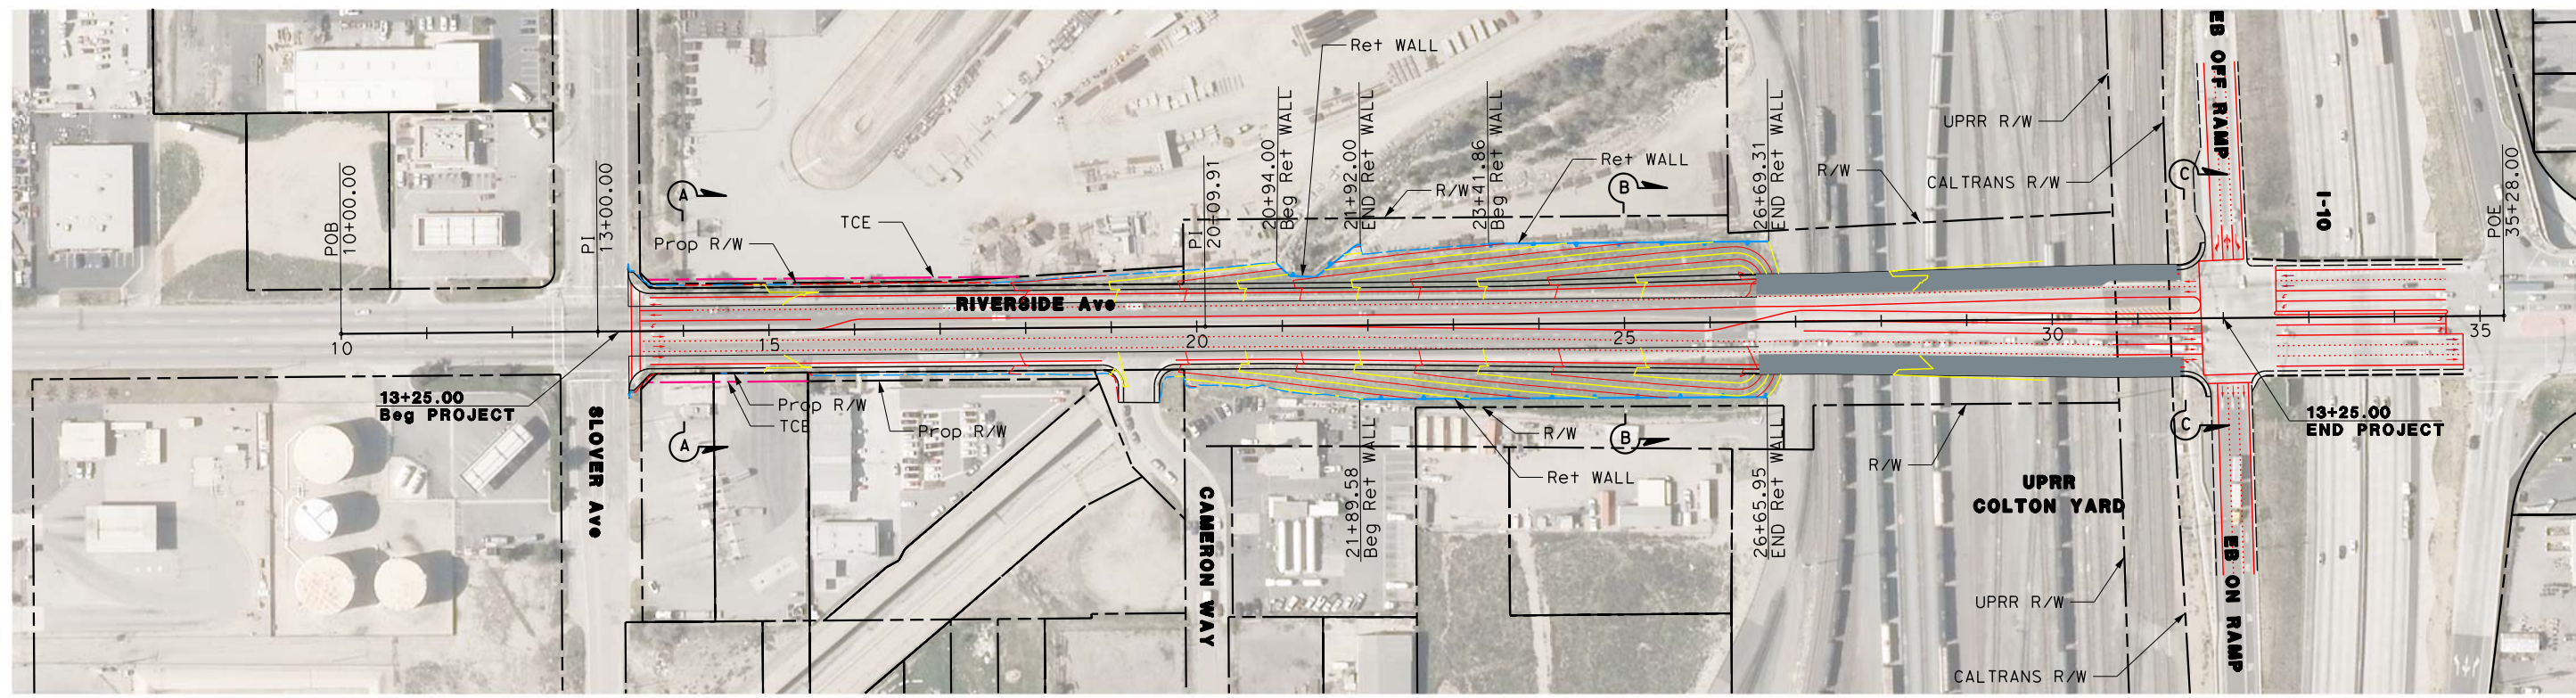 Ret WALL
EB OFF RAMP
20+94.00
Beg Ret WALL
21+92.00
END Ret WALL
23+41.86
Beg Ret WALL
26+69.31
END Ret WALL
UPRR R/W
CALTRANS R/W
R/W
Ret WALL
R/W
B
C
A
POB
10+00.00
PI
13+00.00
PI
20+09.91
I-10
POE
35+28.00
TCE
Prop R/W
RIVERSIDE Ave
10
15
20
25
30
35
13+25.00
Beg PROJECT
SLOVER Ave
Prop R/W
TCE
Prop R/W
A
R/W
B
Ret WALL
R/W
C
13+25.00
END PROJECT
CAMERON WAY
21+89.58
Beg Ret WALL
26+65.95
END Ret WALL
UPRR
COLTON YARD
UPRR R/W
CALTRANS R/W
EB ON RAMP